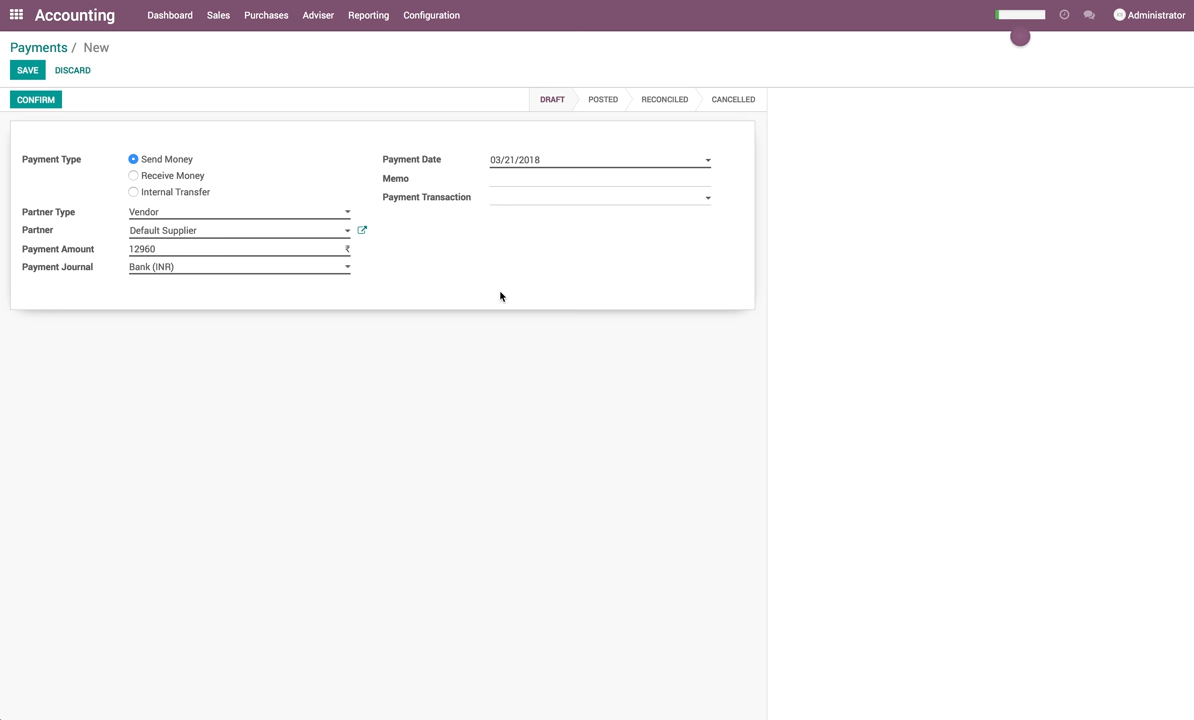 Accounting Dashboard Sales Purchases Adviser Reporting Configuration Administrator
Payments / New
SAVE DISCARD
CONFIRM DRAFT POSTED RECONCILED CANCELLED
Payment Type Send Money Payment Date 03/21/2018
Receive Money Memo
Internal Transfer Payment Transaction
Partner Type Vendor
Partner Default Supplier
Payment Amount 12960 ₹
Payment Journal Bank (INR)